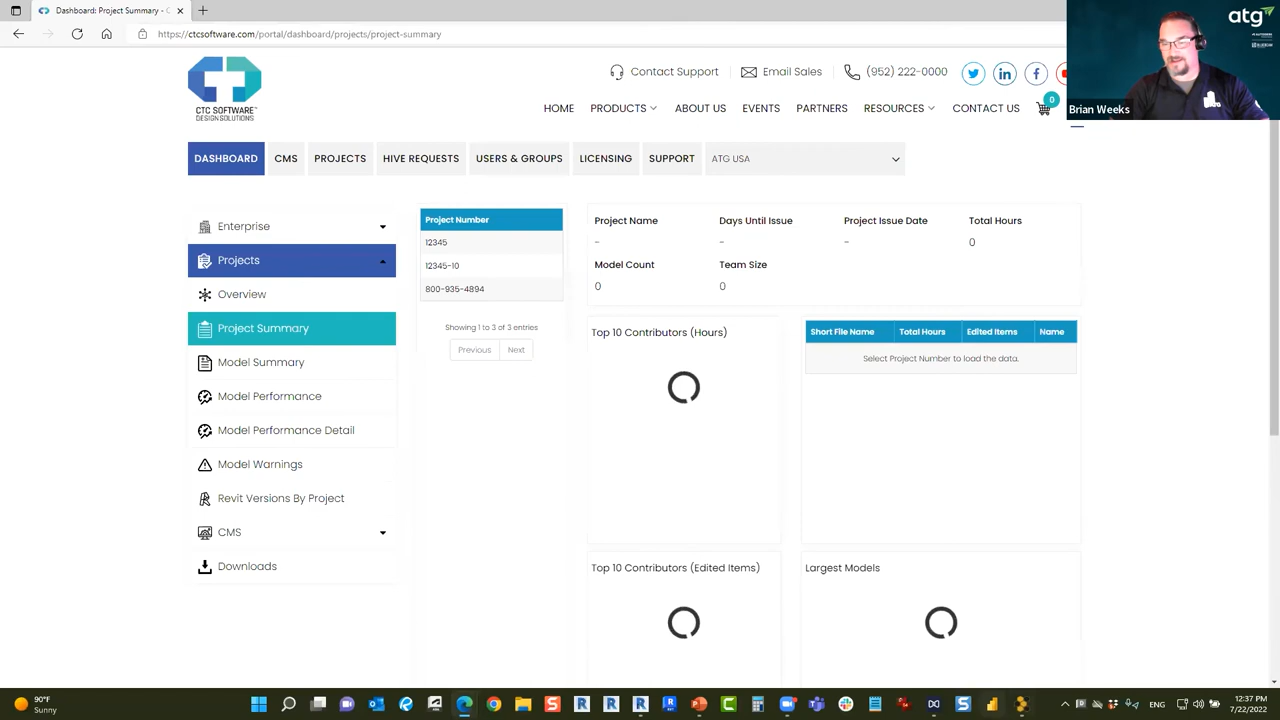 Dashboard: Project Summary - C
https://ctcsoftware.com/portal/dashboard/projects/project-summary
atg
Brian Weeks
CTC SOFTWARE™
DESIGN SOLUTIONS
Contact Support
Email Sales
(952) 222-0000
HOME
PRODUCTS
ABOUT US
EVENTS
PARTNERS
RESOURCES
CONTACT US
0
DASHBOARD
CMS
PROJECTS
HIVE REQUESTS
USERS & GROUPS
LICENSING
SUPPORT
ATG USA
Enterprise
Projects
Overview
Project Summary
Model Summary
Model Performance
Model Performance Detail
Model Warnings
Revit Versions By Project
CMS
Downloads
Project Number
12345
12345-10
800-935-4894
Showing 1 to 3 of 3 entries
Previous
Next
Project Name
Days Until Issue
Project Issue Date
Total Hours
-
-
-
0
Model Count
Team Size
0
0
Top 10 Contributors (Hours)
Short File Name
Total Hours
Edited Items
Name
Select Project Number to load the data.
Top 10 Contributors (Edited Items)
Largest Models
90°F
Sunny
ENG
12:37 PM
7/22/2022